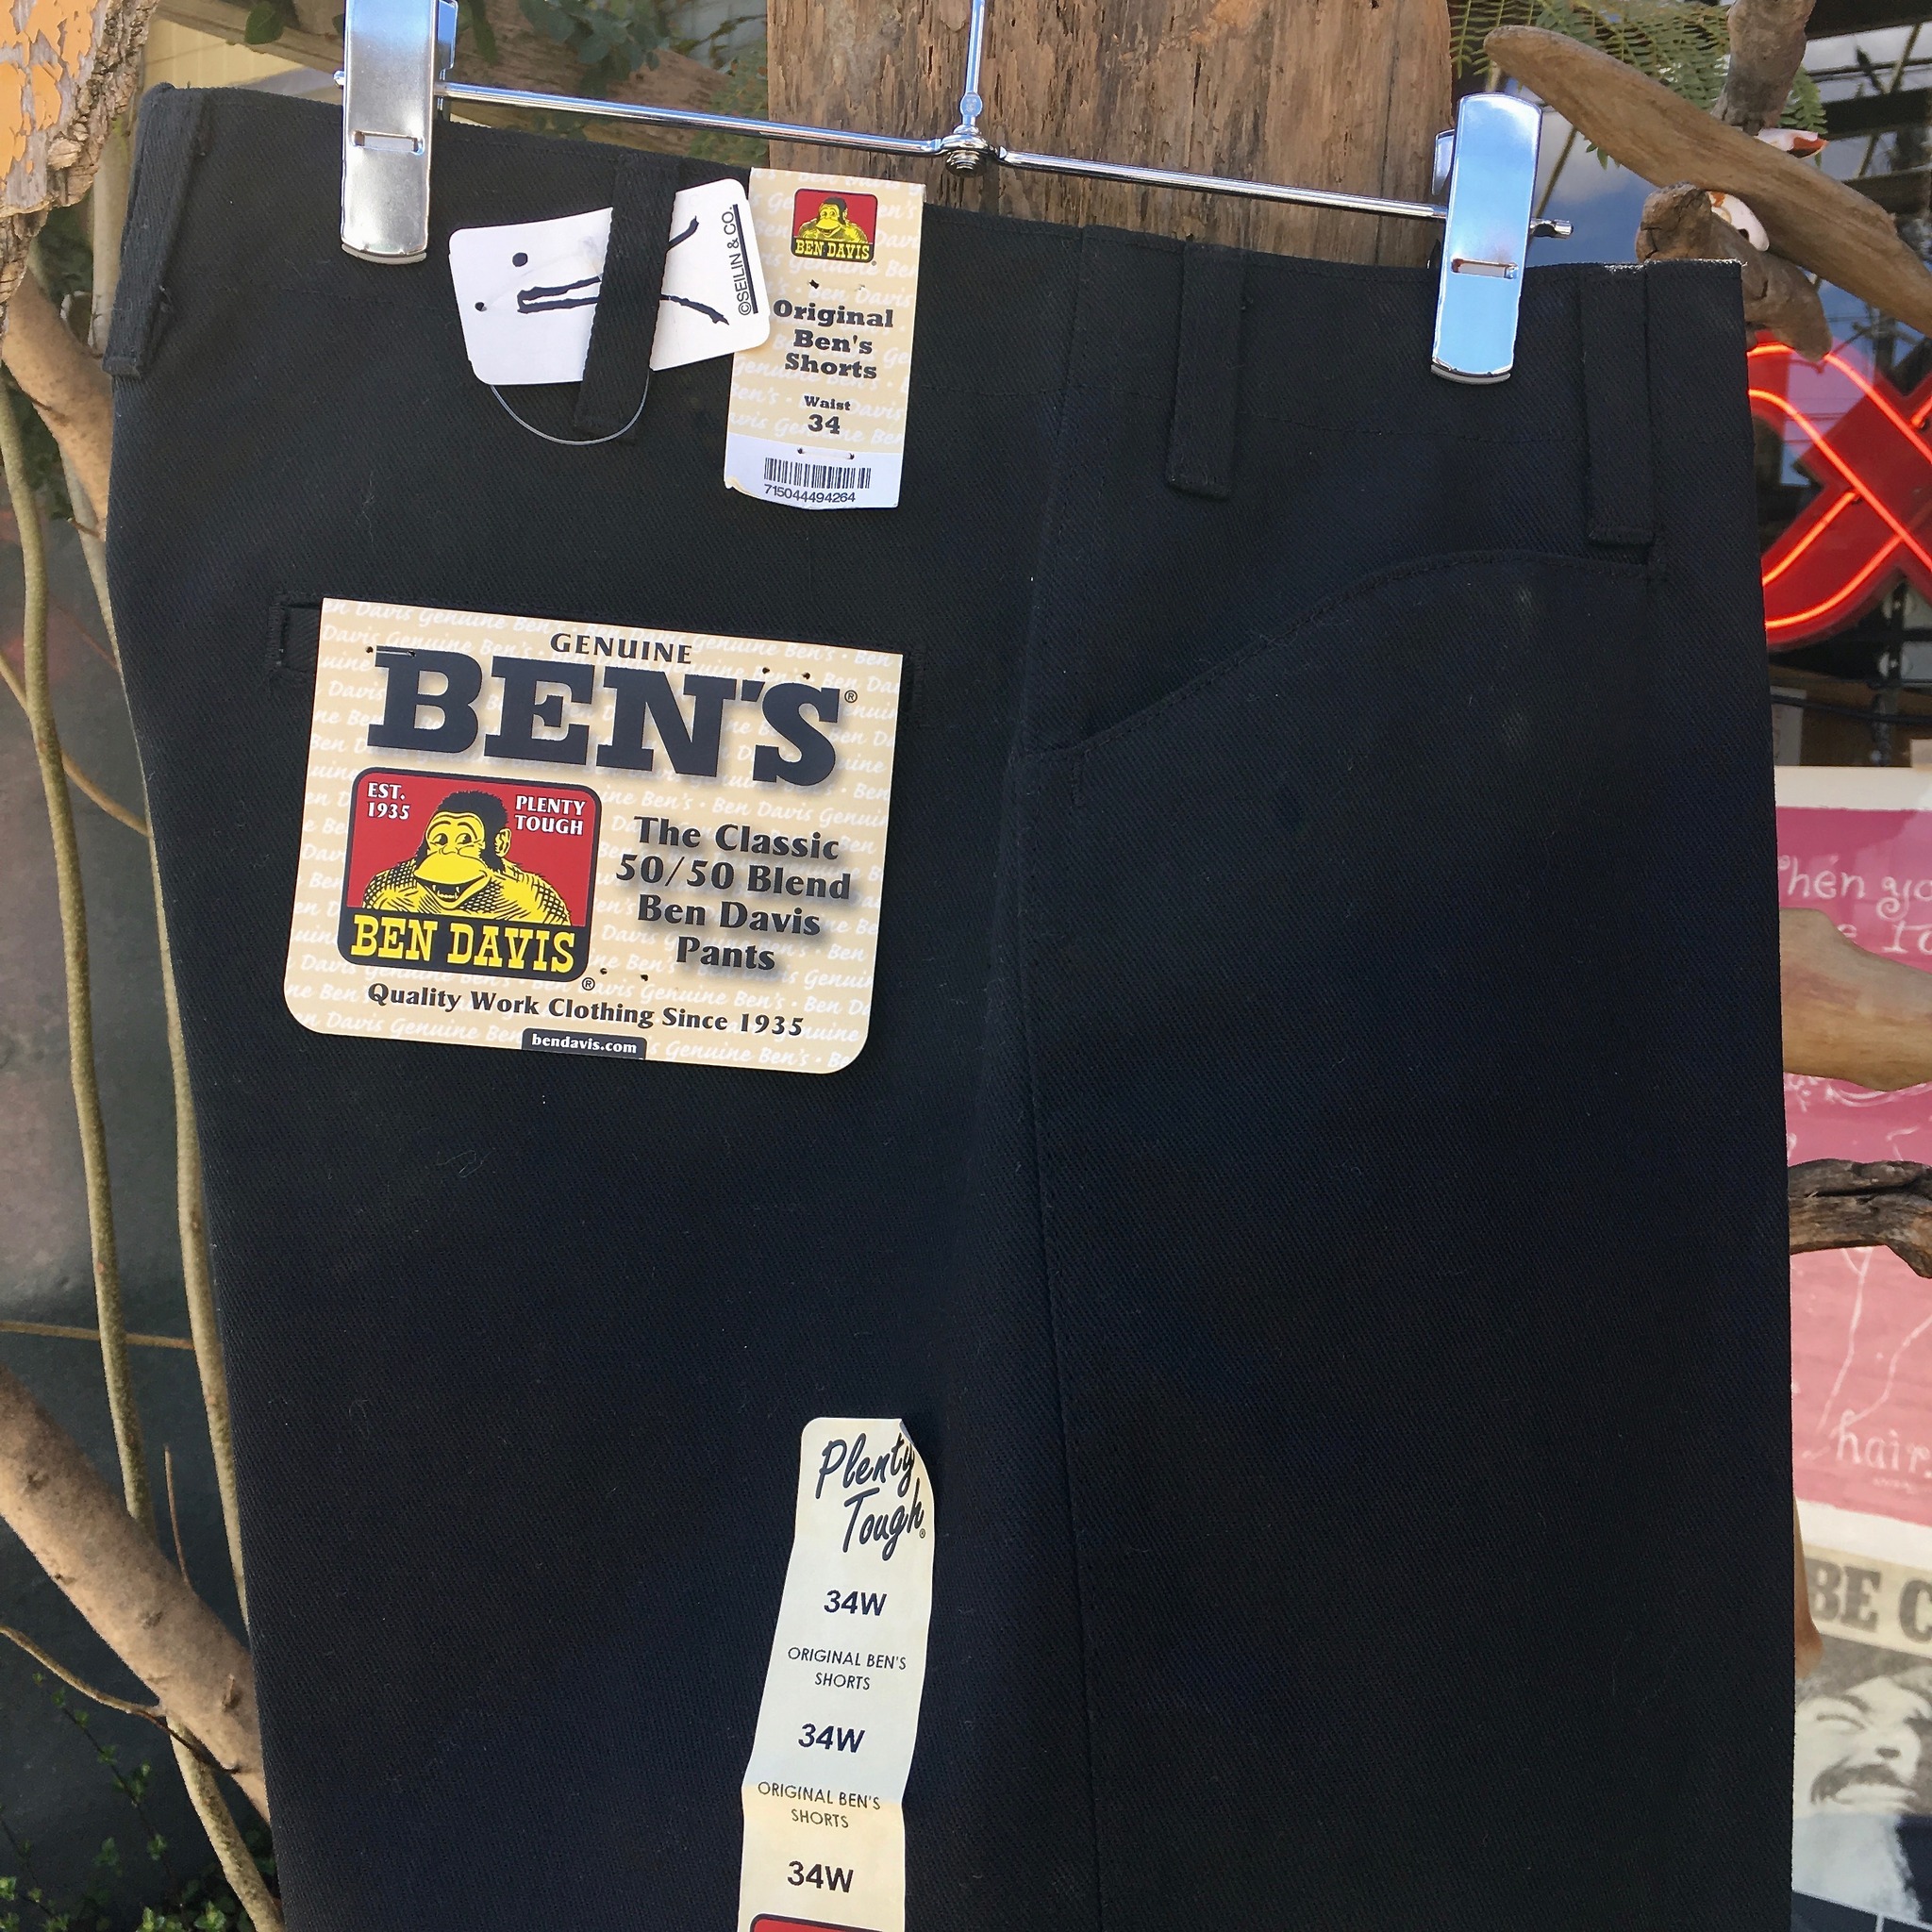 ©SEILIN & CO.
BEN DAVIS
Original
Ben's
Shorts
Waist
34
715044494264
GENUINE
BEN'S®
EST.
1935
PLENTY
TOUGH
BEN DAVIS®
The Classic
50/50 Blend
Ben Davis
Pants
Quality Work Clothing Since 1935
bendavis.com
Plenty
Tough®
34W
ORIGINAL BEN'S
SHORTS
34W
ORIGINAL BEN'S
SHORTS
34W
hair
BE C